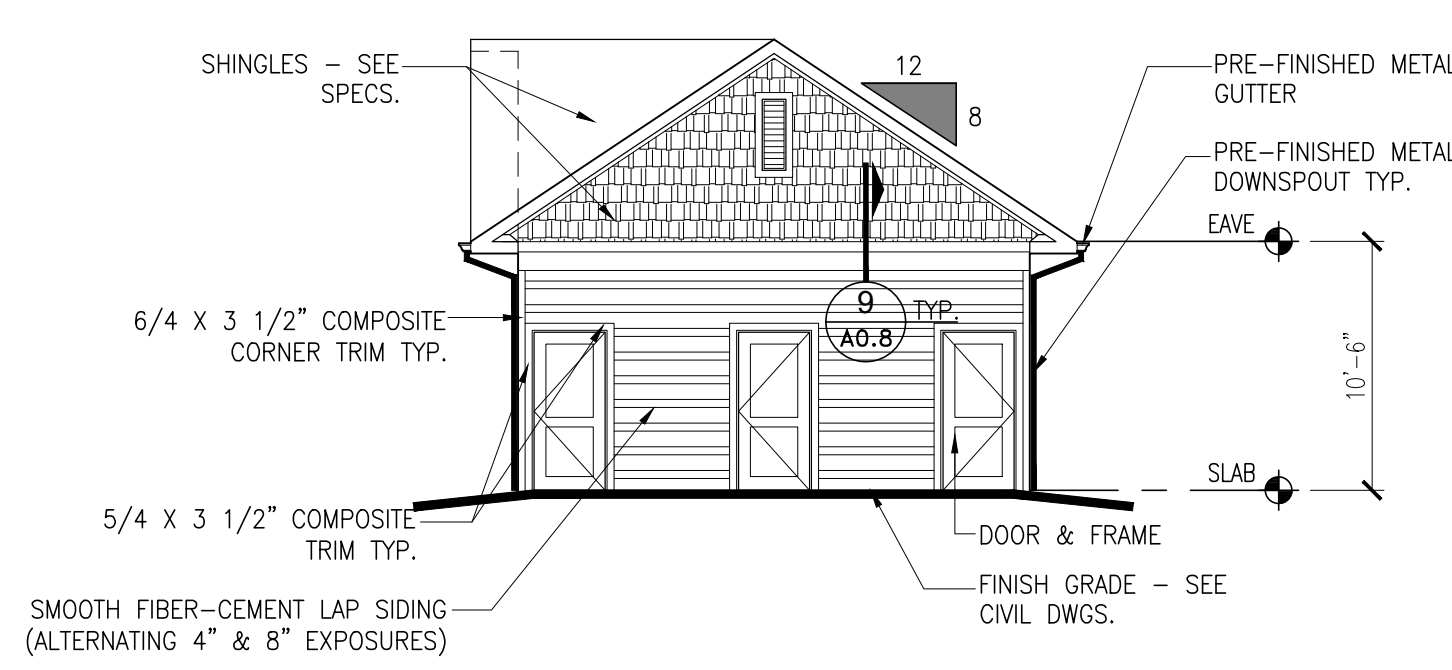 SHINGLES – SEE
SPECS.
12
8
PRE–FINISHED METAL
GUTTER
PRE–FINISHED METAL
DOWNSPOUT TYP.
EAVE
6/4 X 3 1/2” COMPOSITE
CORNER TRIM TYP.
9
TYP.
A0.8
10'–6”
SLAB
5/4 X 3 1/2” COMPOSITE
TRIM TYP.
DOOR & FRAME
FINISH GRADE – SEE
CIVIL DWGS.
SMOOTH FIBER–CEMENT LAP SIDING
(ALTERNATING 4” & 8” EXPOSURES)